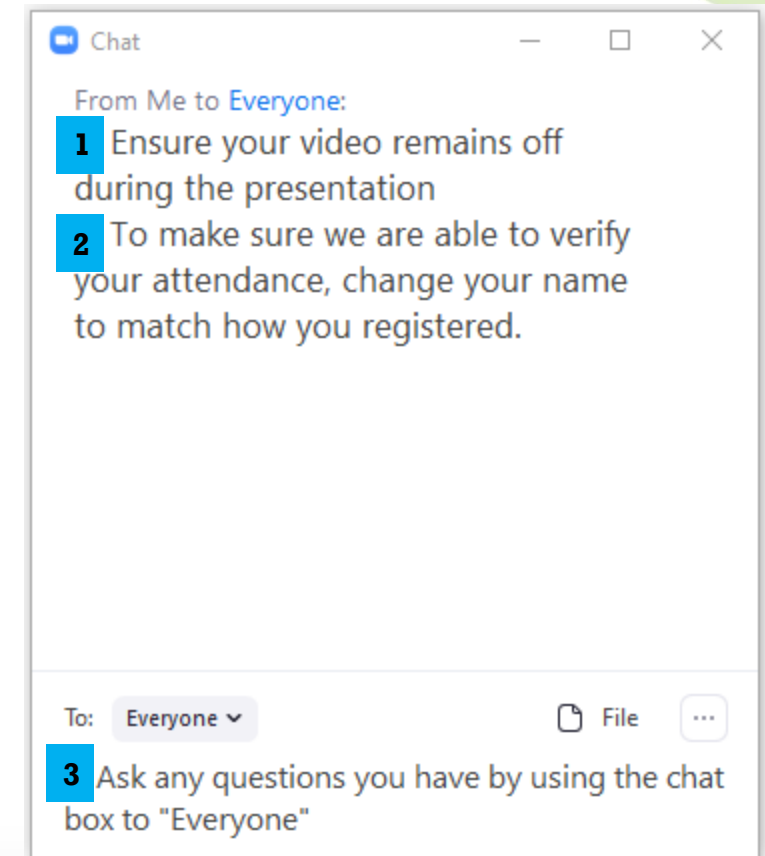 Chat
From Me to Everyone:
1 Ensure your video remains off
during the presentation
2 To make sure we are able to verify
your attendance, change your name
to match how you registered.
To: Everyone File ...
3 Ask any questions you have by using the chat
box to "Everyone"